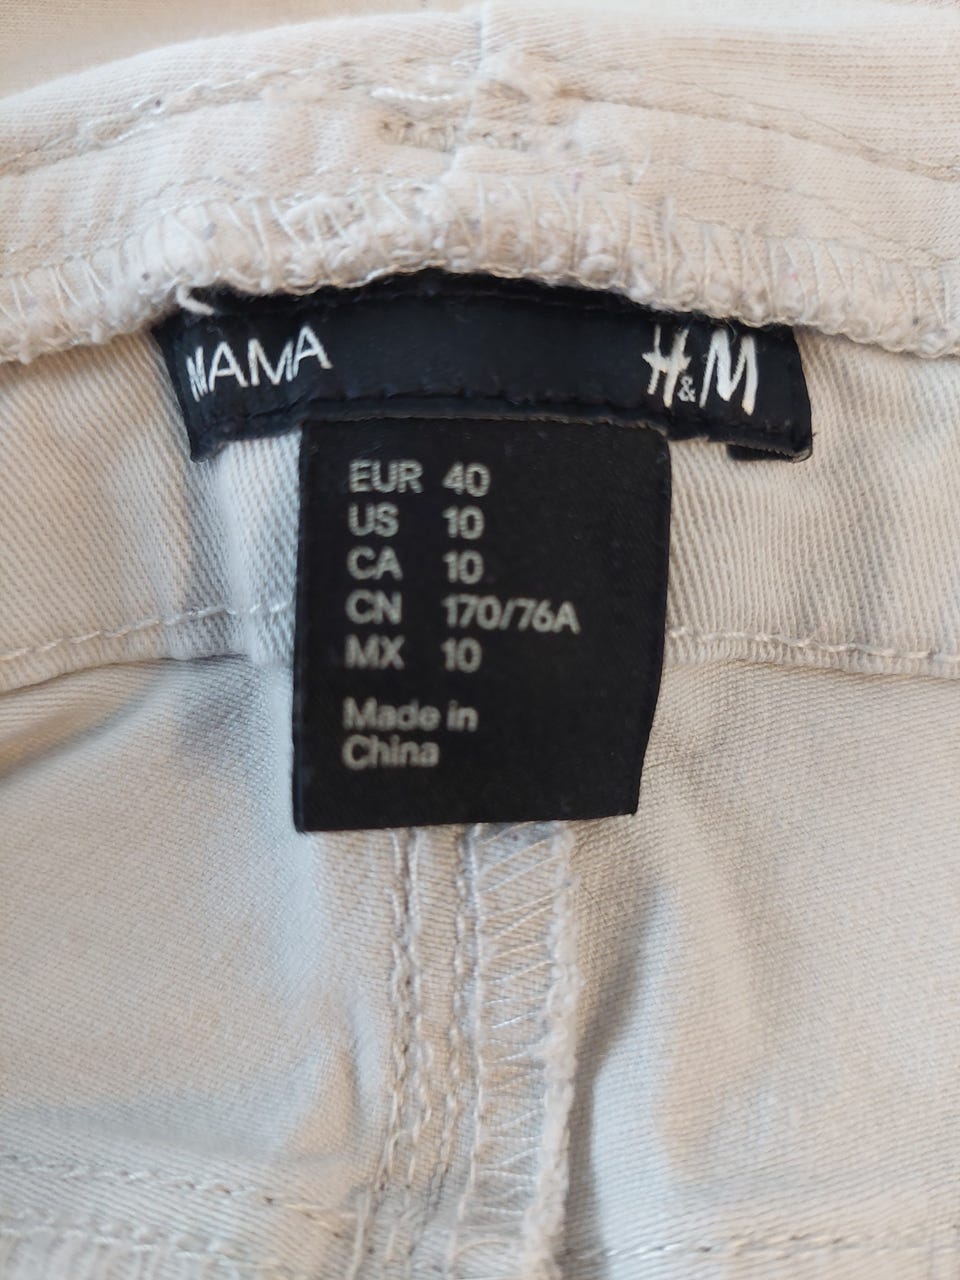 MAMA H&M
EUR 40
US 10
CA 10
CN 170/76A
MX 10
Made in
China